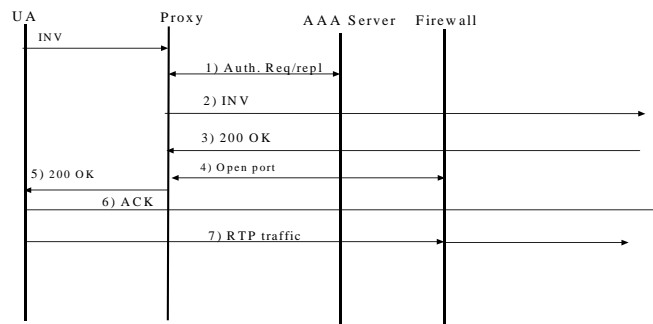 UA
Proxy
AAA Server
Firewall
INV
1) Auth. Req/repl
2) INV
3) 200 OK
4) Open port
5) 200 OK
6) ACK
7) RTP traffic